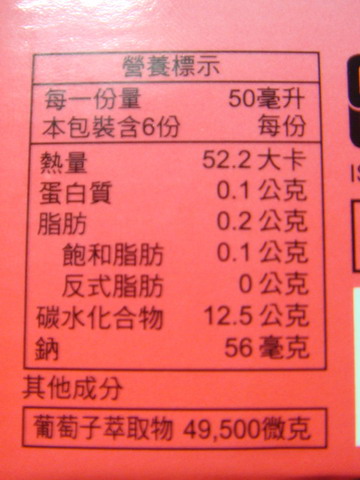 營養標示
每一份量 50毫升
本包裝含6份 每份
熱量 52.2 大卡
蛋白質 0.1 公克
脂肪 0.2 公克
飽和脂肪 0.1 公克
反式脂肪 0 公克
碳水化合物 12.5 公克
鈉 56 毫克
其他成分
葡萄子萃取物 49,500微克